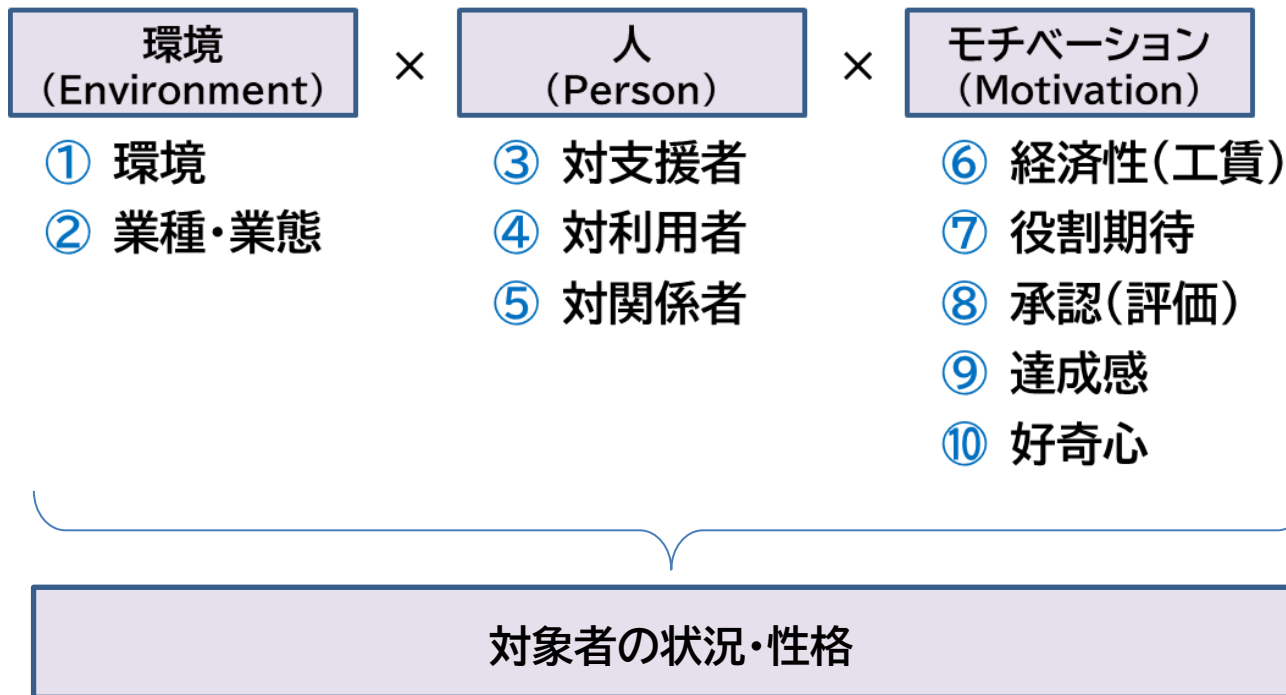 環境
(Environment)
×
人
(Person)
×
モチベーション
(Motivation)
① 環境
② 業種・業態
③ 対支援者
④ 対利用者
⑤ 対関係者
⑥ 経済性(工賃)
⑦ 役割期待
⑧ 承認(評価)
⑨ 達成感
⑩ 好奇心
対象者の状況・性格